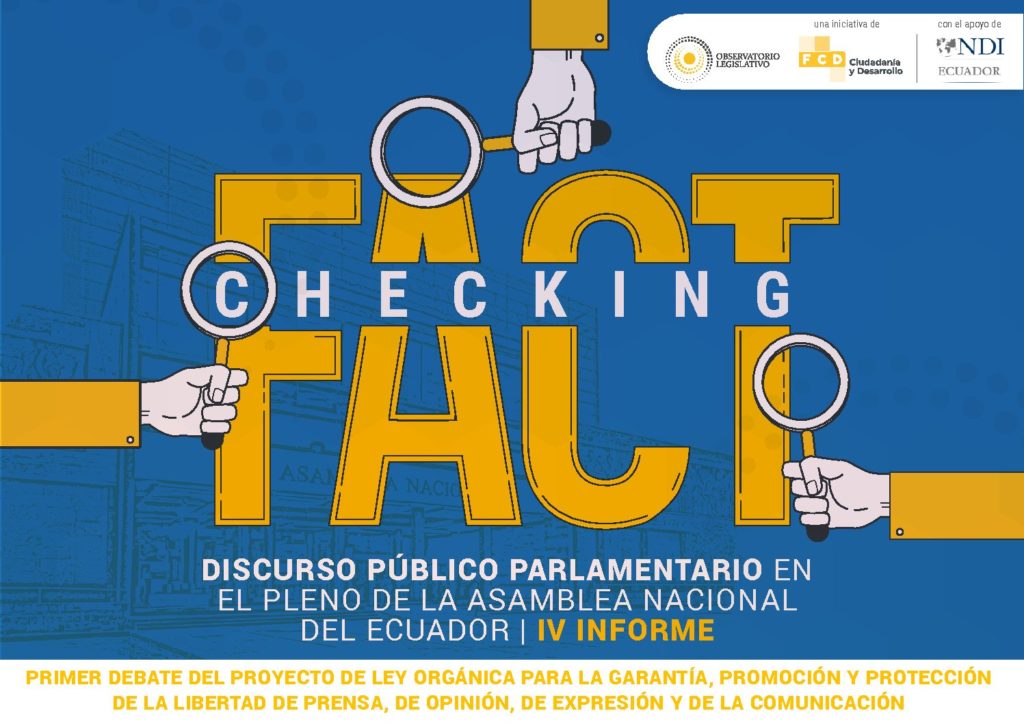 una iniciativa de
con el apoyo de
OBSERVATORIO
LEGISLATIVO
FCD
Ciudadanía
y Desarrollo
NDI
ECUADOR
FACT
CHECKING
ASAMBLEA NACIO
DISCURSO PÚBLICO PARLAMENTARIO EN
EL PLENO DE LA ASAMBLEA NACIONAL
DEL ECUADOR | IV INFORME
PRIMER DEBATE DEL PROYECTO DE LEY ORGÁNICA PARA LA GARANTÍA, PROMOCIÓN Y PROTECCIÓN
DE LA LIBERTAD DE PRENSA, DE OPINIÓN, DE EXPRESIÓN Y DE LA COMUNICACIÓN